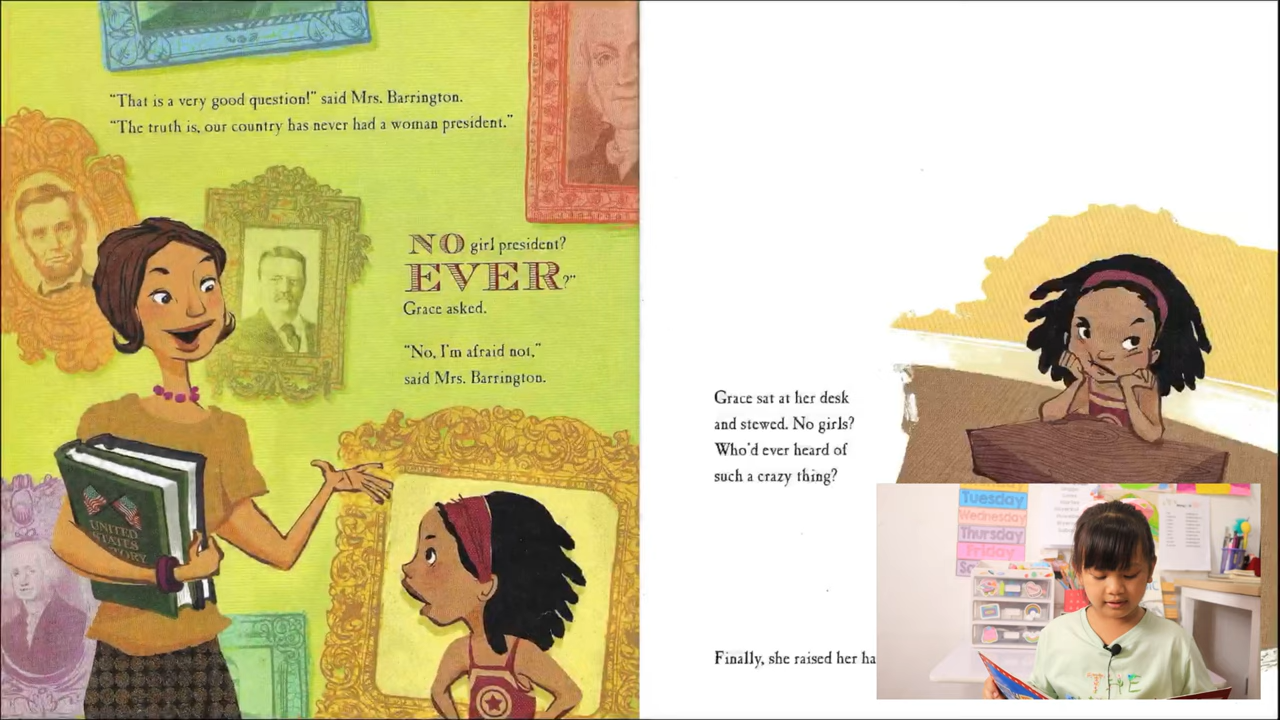 “That is a very good question!” said Mrs. Barrington.
“The truth is, our country has never had a woman president.”
NO girl president?
EVER?”
Grace asked.
“No, I’m afraid not,”
said Mrs. Barrington.
UNITED
STATES
HISTORY
Grace sat at her desk
and stewed. No girls?
Who’d ever heard of
such a crazy thing?
Finally, she raised her
Tuesday
Wednesday
Thursday
Friday